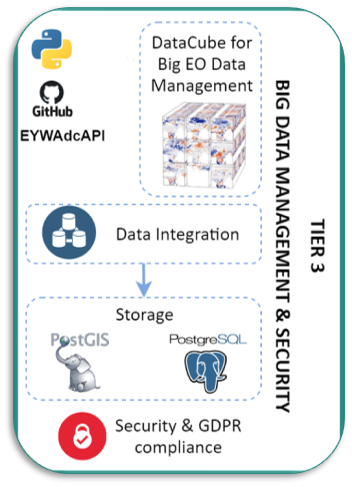 DataCube for
Big EO Data
Management
GitHub
EYWAdcAPI
Data Integration
Storage
PostGIS
PostgreSQL
Security & GDPR
compliance
BIG DATA MANAGEMENT & SECURITY
TIER 3